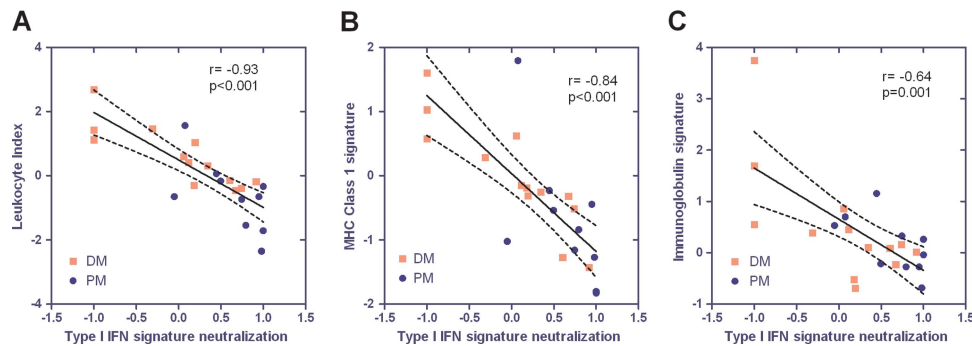 A
4
2
0
-2
-4
Leukocyte Index
r= -0.93
p<0.001
DM
PM
-1.5 -1.0 -0.5 0.0 0.5 1.0 1.5
Type I IFN signature neutralization
B
2
1
0
-1
-2
MHC Class 1 signature
r= -0.84
p<0.001
DM
PM
-1.5 -1.0 -0.5 0.0 0.5 1.0 1.5
Type I IFN signature neutralization
C
4
3
2
1
0
-1
Immunoglobulin signature
r= -0.64
p=0.001
DM
PM
-1.5 -1.0 -0.5 0.0 0.5 1.0 1.5
Type I IFN signature neutralization